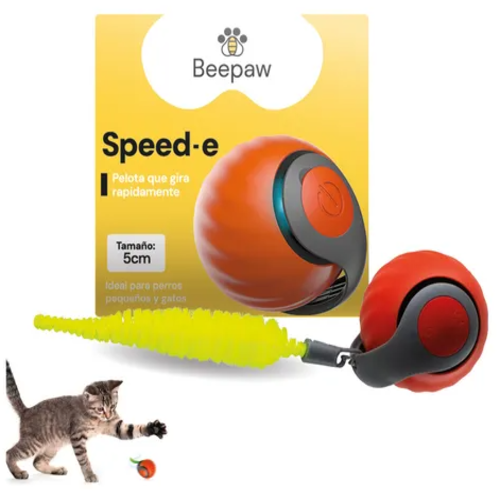 Beepaw
Speed-e
Pelota que gira
rapidamente
Tamaño:
5cm
Ideal para perros
pequeños y gatos